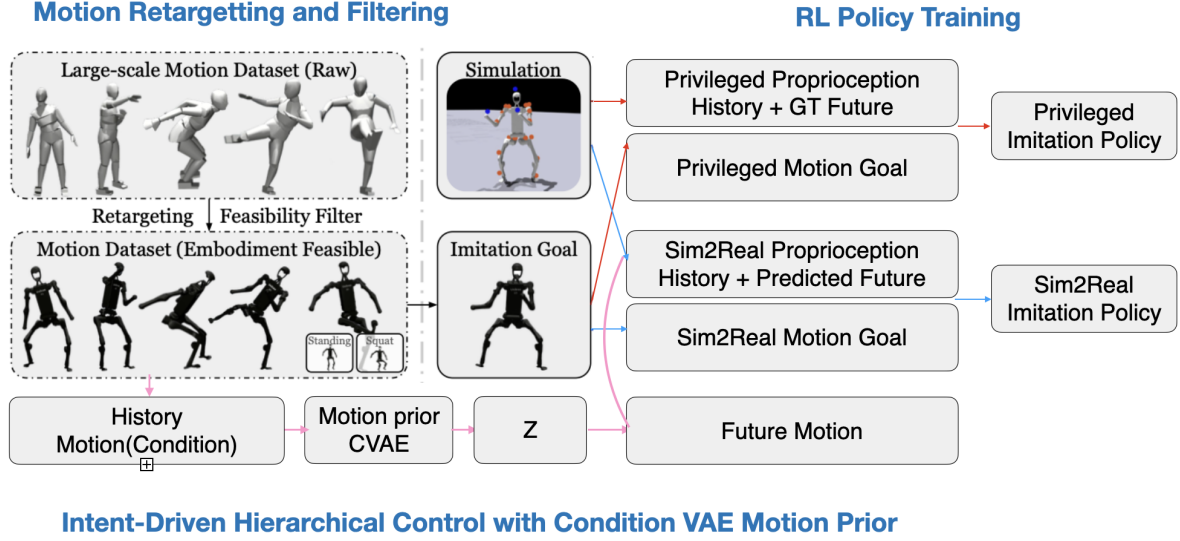 Motion Retargetting and Filtering
RL Policy Training
Large-scale Motion Dataset (Raw)
Simulation
Privileged Proprioception
History + GT Future
Privileged Motion Goal
Privileged
Imitation Policy
Retargeting
Feasibility Filter
Motion Dataset (Embodiment Feasible)
Standing
Squat
Imitation Goal
Sim2Real Proprioception
History + Predicted Future
Sim2Real Motion Goal
Sim2Real
Imitation Policy
History
Motion(Condition)
Motion prior
CVAE
Z
Future Motion
Intent-Driven Hierarchical Control with Condition VAE Motion Prior